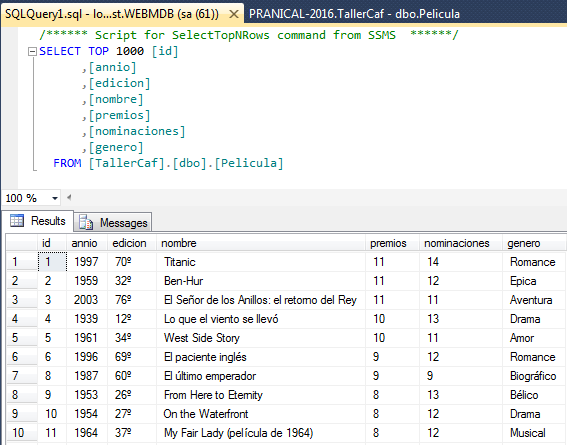 SQLQuery1.sql - lo...st.WEBMDB (sa (61)) PRANICAL-2016.TallerCaf - dbo.Pelicula
/****** Script for SelectTopNRows command from SSMS ******/
SELECT TOP 1000 [id]
,[annio]
,[edicion]
,[nombre]
,[premios]
,[nominaciones]
,[genero]
FROM [TallerCaf].[dbo].[Pelicula]
100 %
Results Messages
id annio edicion nombre premios nominaciones genero
1 1 1997 70º Titanic 11 14 Romance
2 2 1959 32º Ben-Hur 11 12 Epica
3 3 2003 76º El Señor de los Anillos: el retorno del Rey 11 11 Aventura
4 4 1939 12º Lo que el viento se llevó 10 13 Drama
5 5 1961 34º West Side Story 10 11 Amor
6 6 1996 69º El paciente inglés 9 12 Romance
7 8 1987 60º El último emperador 9 9 Biográfico
8 9 1953 26º From Here to Eternity 8 13 Bélico
9 10 1954 27º On the Waterfront 8 12 Drama
10 11 1964 37º My Fair Lady (película de 1964) 8 12 Musical